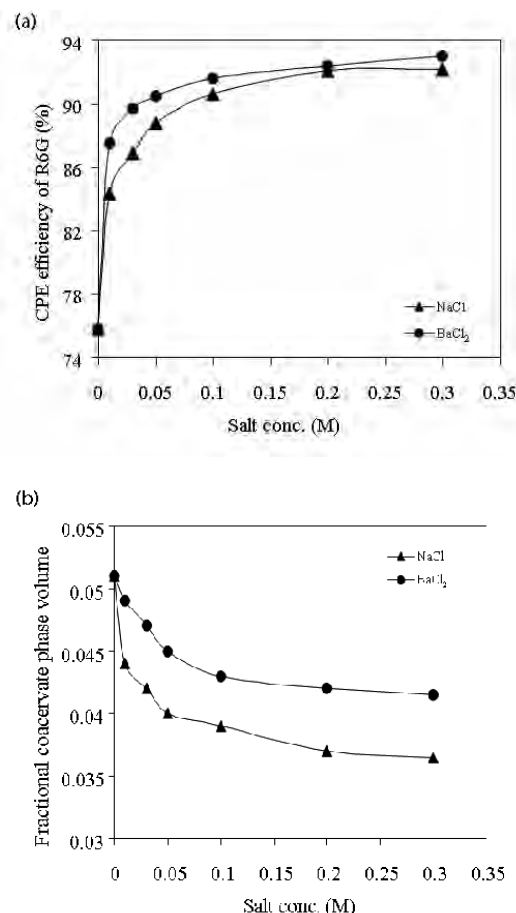 (a)
CPE efficiency of R6G (%)
94
90
86
82
78
74
NaCl
BaCl2
0 0.05 0.1 0.15 0.2 0.25 0.3 0.35
Salt conc. (M)
(b)
Fractional coacervate phase volume
0.055
0.05
0.045
0.04
0.035
0.03
NaCl
BaCl2
0 0.05 0.1 0.15 0.2 0.25 0.3 0.35
Salt conc. (M)